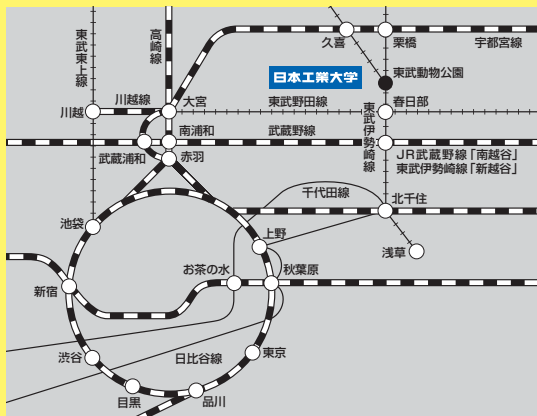 東武東上線
高崎線
久喜
栗橋
宇都宮線
日本工業大学
東武動物公園
川越線
大宮
東武野田線
春日部
川越
南浦和
武蔵野線
東武伊勢崎線
JR武蔵野線「南越谷」
東武伊勢崎線「新越谷」
武蔵浦和
赤羽
千代田線
北千住
池袋
上野
浅草
お茶の水
秋葉原
新宿
渋谷
日比谷線
東京
目黒
品川